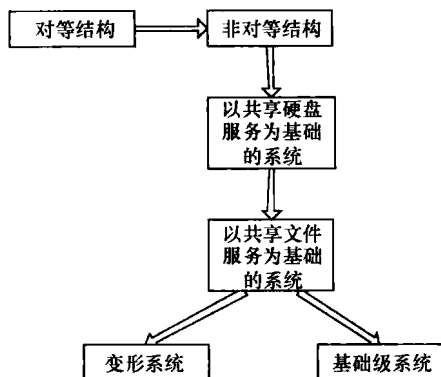 对等结构
非对等结构
以共享硬盘
服务为基础
的系统
以共享文件
服务为基础
的系统
变形系统
基础级系统